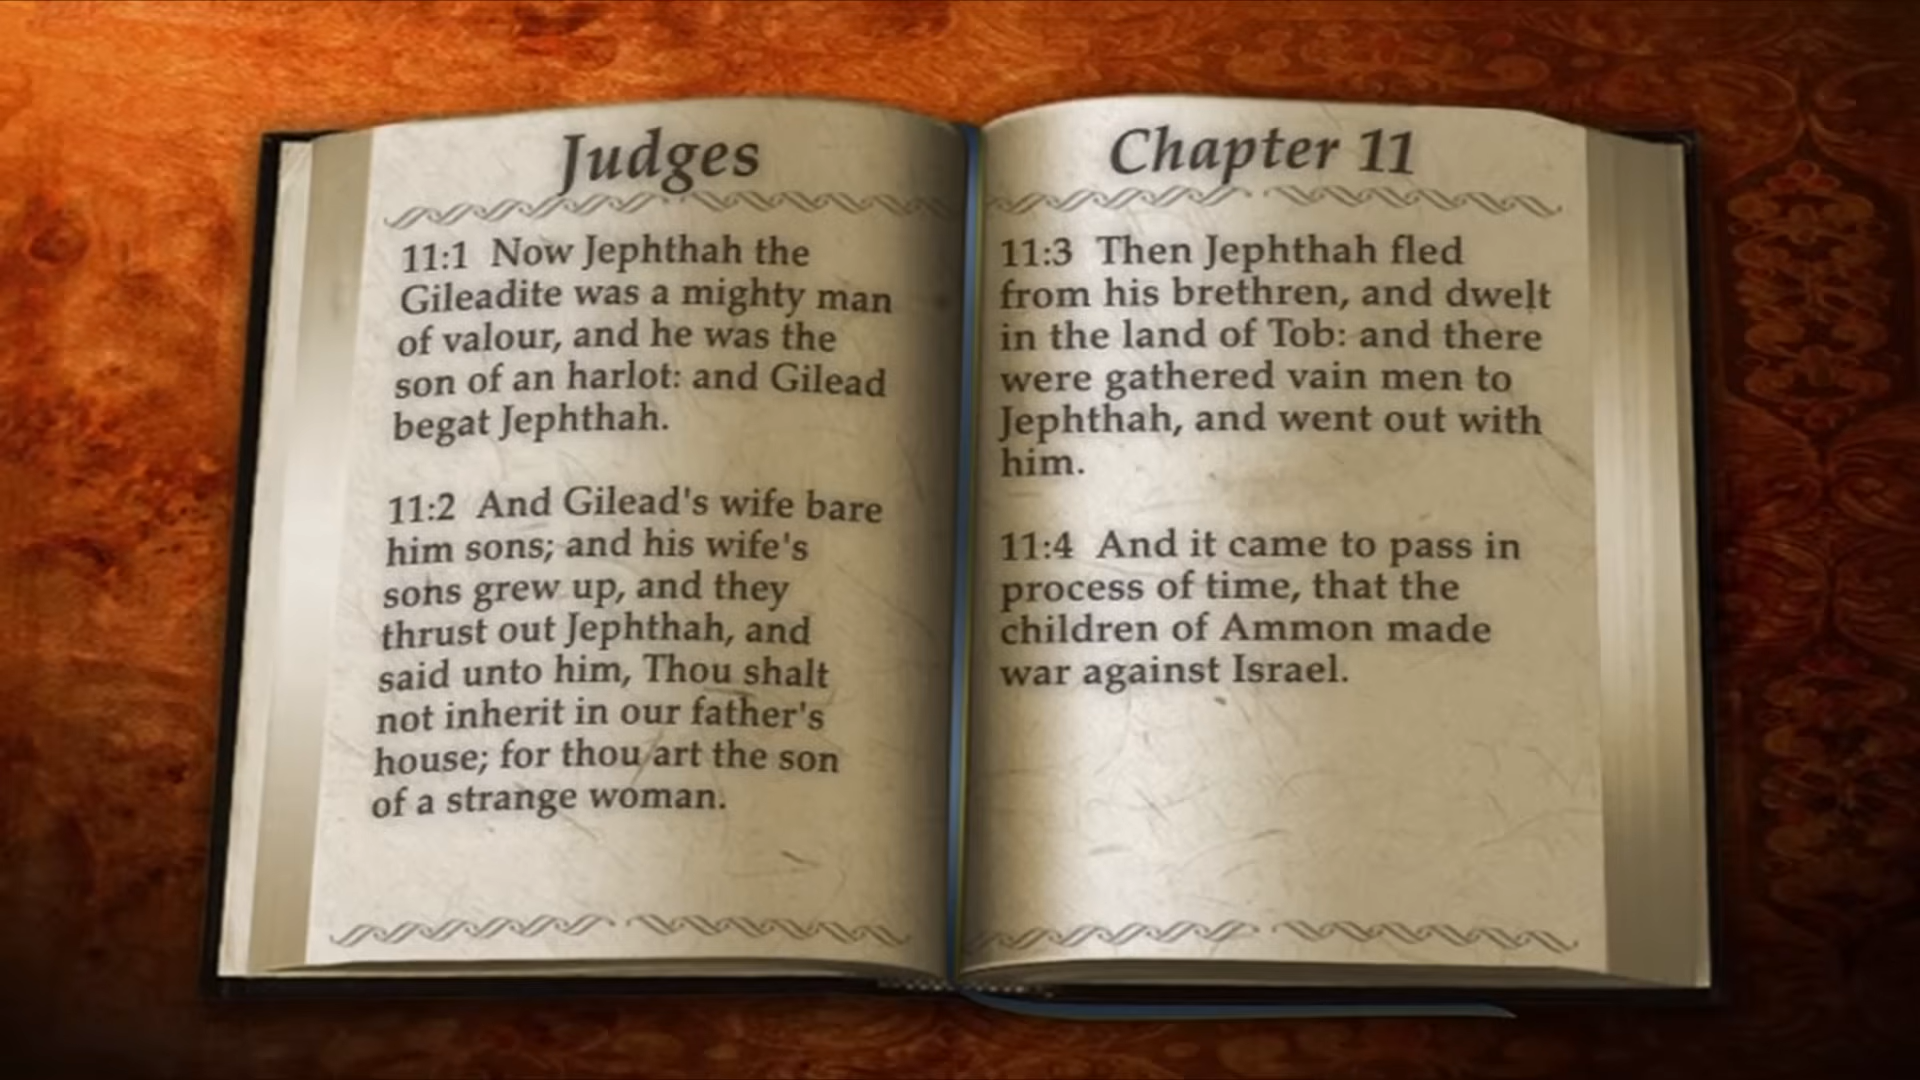 Judges
11:1 Now Jephthah the
Gileadite was a mighty man
of valour, and he was the
son of an harlot: and Gilead
begat Jephthah.
11:2 And Gilead's wife bare
him sons; and his wife's
sons grew up, and they
thrust out Jephthah, and
said unto him, Thou shalt
not inherit in our father's
house; for thou art the son
of a strange woman.
Chapter 11
11:3 Then Jephthah fled
from his brethren, and dwelt
in the land of Tob: and there
were gathered vain men to
Jephthah, and went out with
him.
11:4 And it came to pass in
process of time, that the
children of Ammon made
war against Israel.